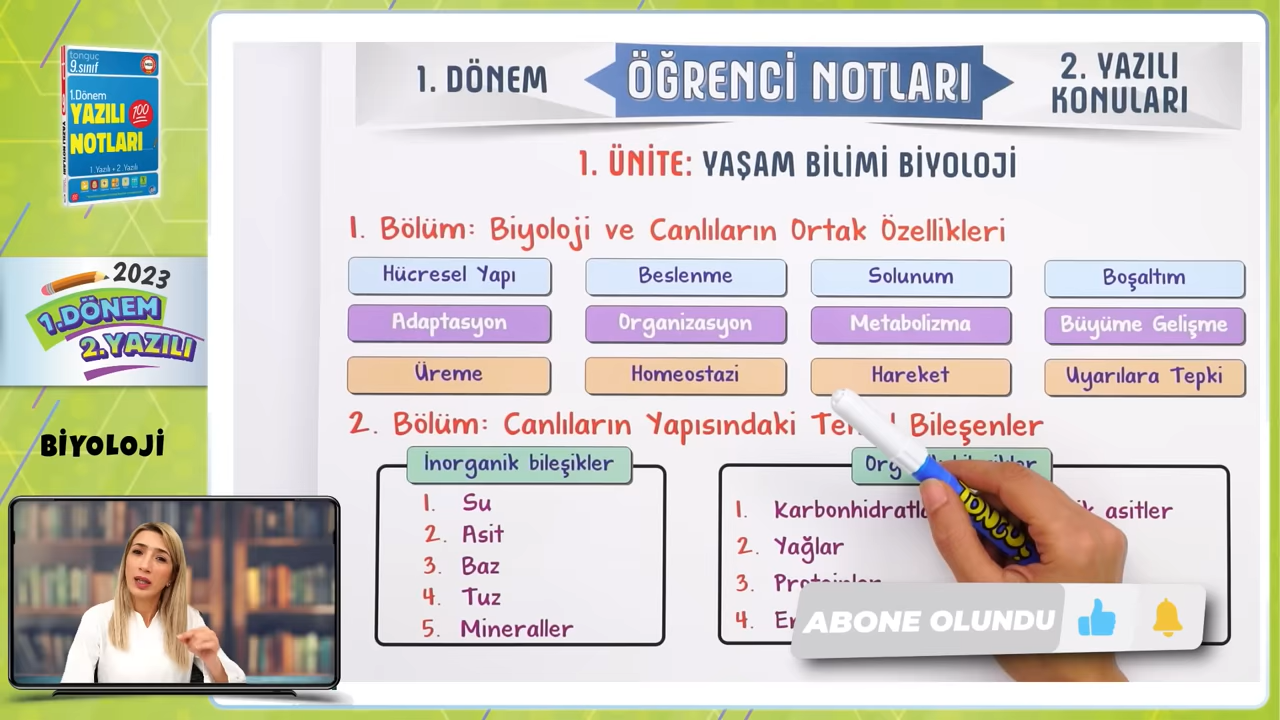 tonguç
9.sınıf
1.Dönem
YAZILI
100
NOTLARI
1.Yazılı • 2.Yazılı
YAZILI NOTLARI
2023
1.DÖNEM
2.YAZILI
BİYOLOJİ
1. DÖNEM
ÖĞRENCİ NOTLARI
2. YAZILI
KONULARI
1. ÜNİTE: YAŞAM BİLİMİ BİYOLOJİ
1. Bölüm: Biyoloji ve Canlıların Ortak Özellikleri
Hücresel Yapı Beslenme Solunum Boşaltım
Adaptasyon Organizasyon Metabolizma Büyüme Gelişme
Üreme Homeostazi Hareket Uyarılara Tepki
2. Bölüm: Canlıların Yapısındaki Bileşenler
İnorganik bileşikler
1. Su
2. Asit
3. Baz
4. Tuz
5. Mineraller
1. asitler
2. Yağlar
3. Proteinler
4.
TONGUÇ
ABONE OLUNDU